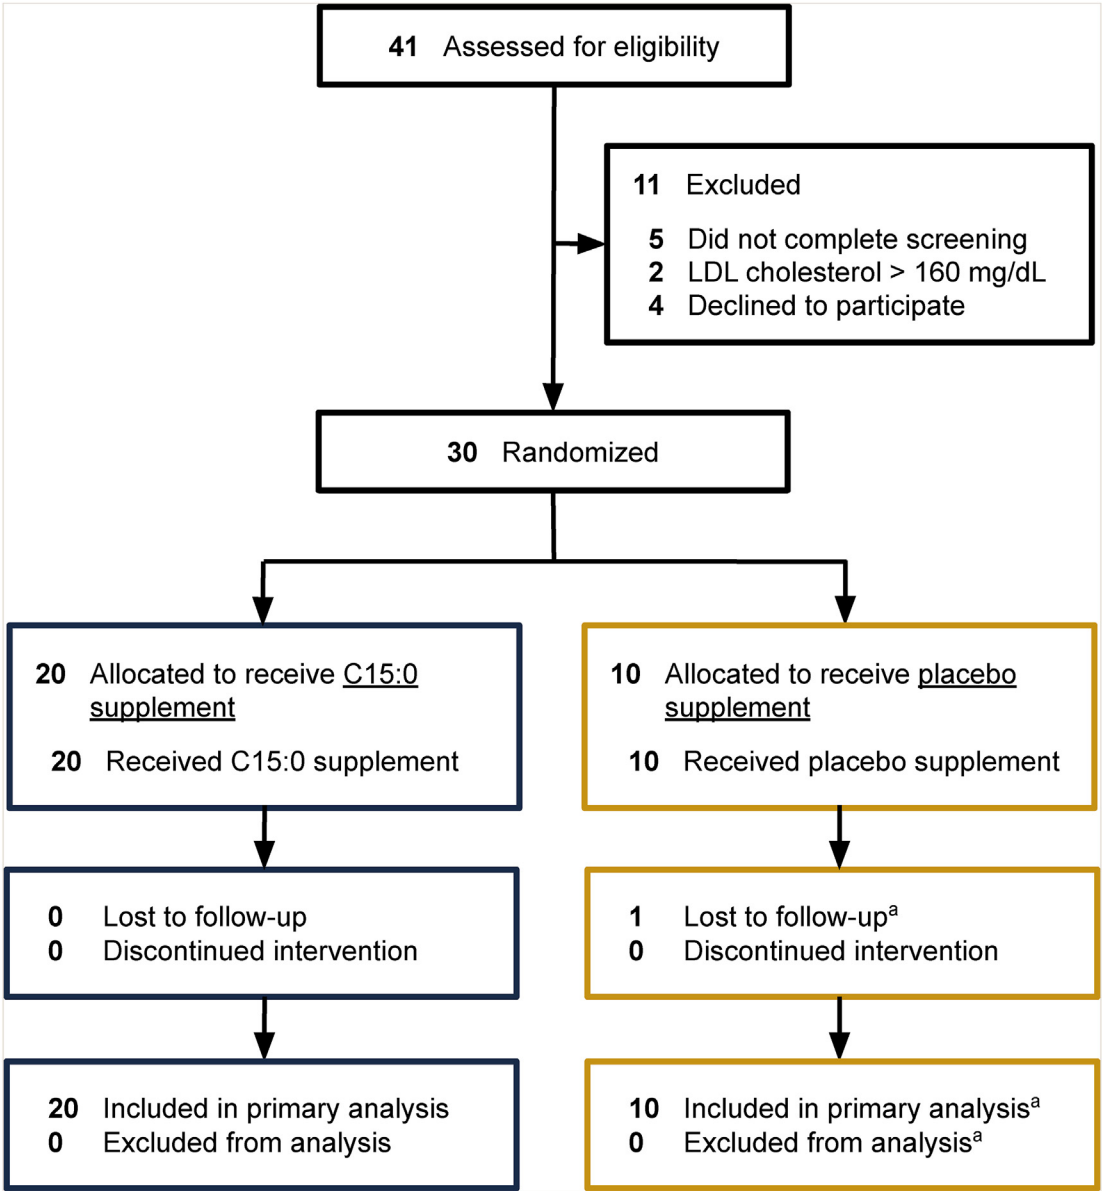 41 Assessed for eligibility
11 Excluded
5 Did not complete screening
2 LDL cholesterol > 160 mg/dL
4 Declined to participate
30 Randomized
20 Allocated to receive C15:0
supplement
20 Received C15:0 supplement
10 Allocated to receive placebo
supplement
10 Received placebo supplement
0 Lost to follow-up
0 Discontinued intervention
1 Lost to follow-upᵃ
0 Discontinued intervention
20 Included in primary analysis
0 Excluded from analysis
10 Included in primary analysisᵃ
0 Excluded from analysisᵃ